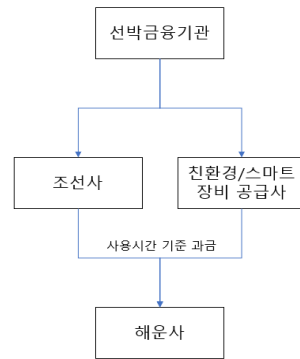 선박금융기관
조선사
친환경/스마트
장비 공급사
사용시간 기준 과금
해운사